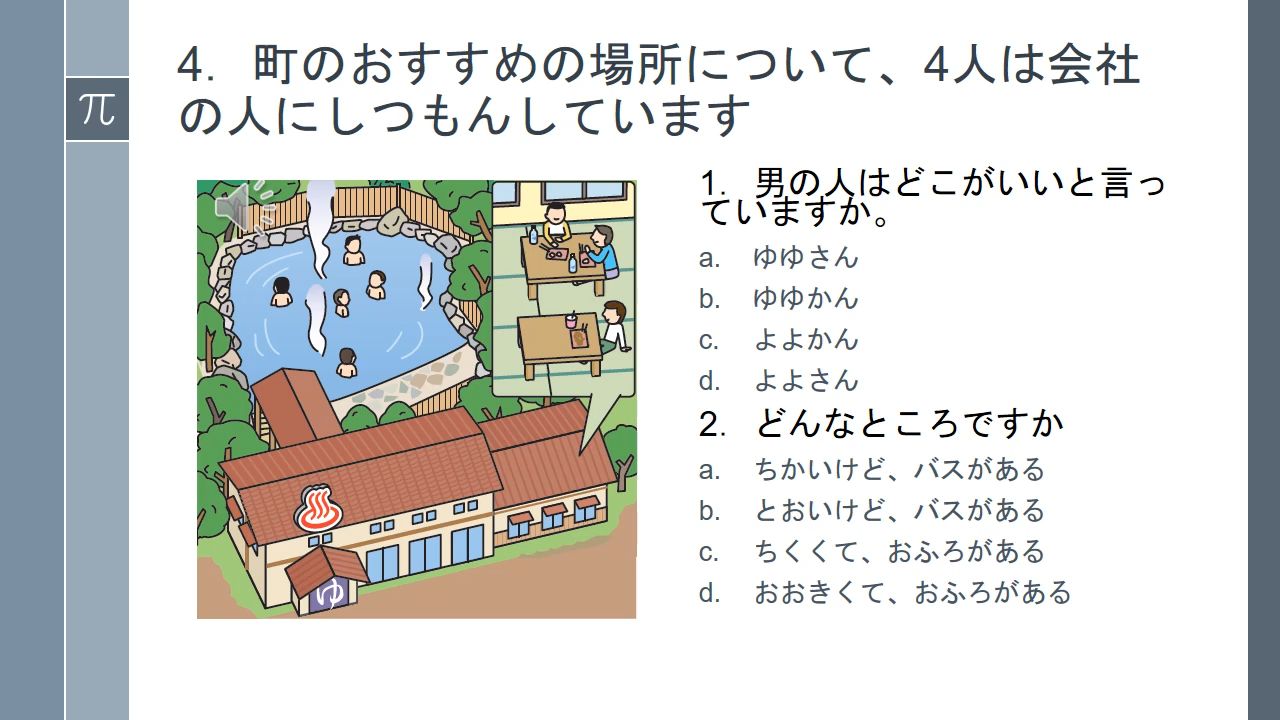 π
4. 町のおすすめの場所について、4人は会社
の人にしつもんしています
1. 男の人はどこがいいと言っ
ていますか。
a. ゆゆさん
b. ゆゆかん
c. よよかん
d. よよさん
2. どんなところですか
a. ちかいけど、バスがある
b. とおいけど、バスがある
c. ちくくて、おふろがある
d. おおきくて、おふろがある
ゆ